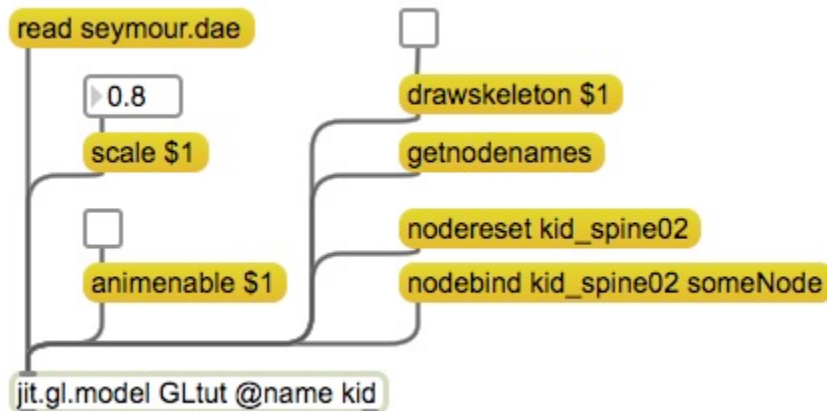 read seymour.dae
0.8
scale $1
animenable $1
drawskeleton $1
getnodenames
nodereset kid_spine02
nodebind kid_spine02 someNode
jit.gl.model GLtut @name kid